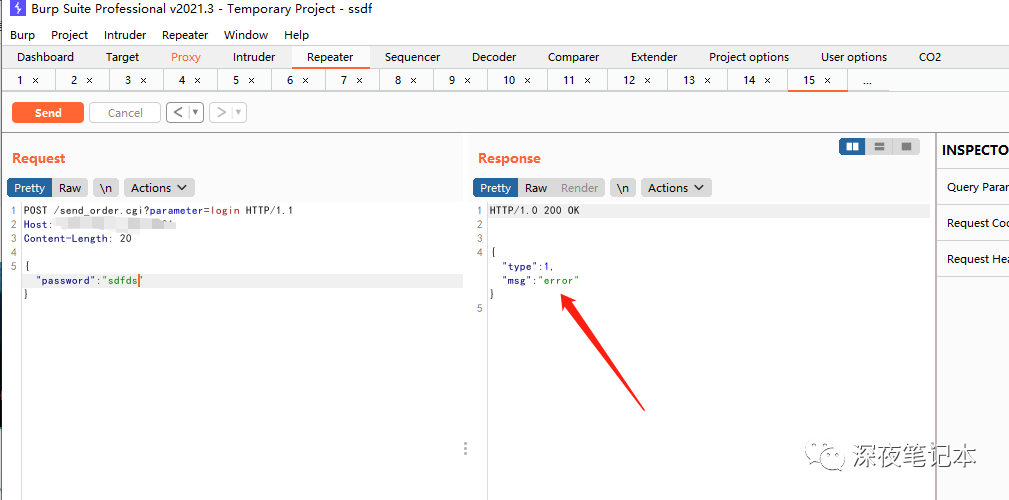 Burp Suite Professional v2021.3 - Temporary Project - ssdf
Burp Project Intruder Repeater Window Help
Dashboard Target Proxy Intruder Repeater Sequencer Decoder Comparer Extender Project options User options CO2
1 × 2 × 3 × 4 × 5 × 6 × 7 × 8 × 9 × 10 × 11 × 12 × 13 × 14 × 15 × ...
Send Cancel < ▼ > ▼
Request
Pretty Raw \n Actions
1 POST /send_order.cgi?parameter=login HTTP/1.1
2 Host:
3 Content-Length: 20
4
5 {
"password":"sdfds"
}
Response
Pretty Raw Render \n Actions
1 HTTP/1.0 200 OK
2
3
4 {
"type":1,
"msg":"error"
}
5
INSPECTO
Query Paran
Request Coo
Request Hea
深夜笔记本